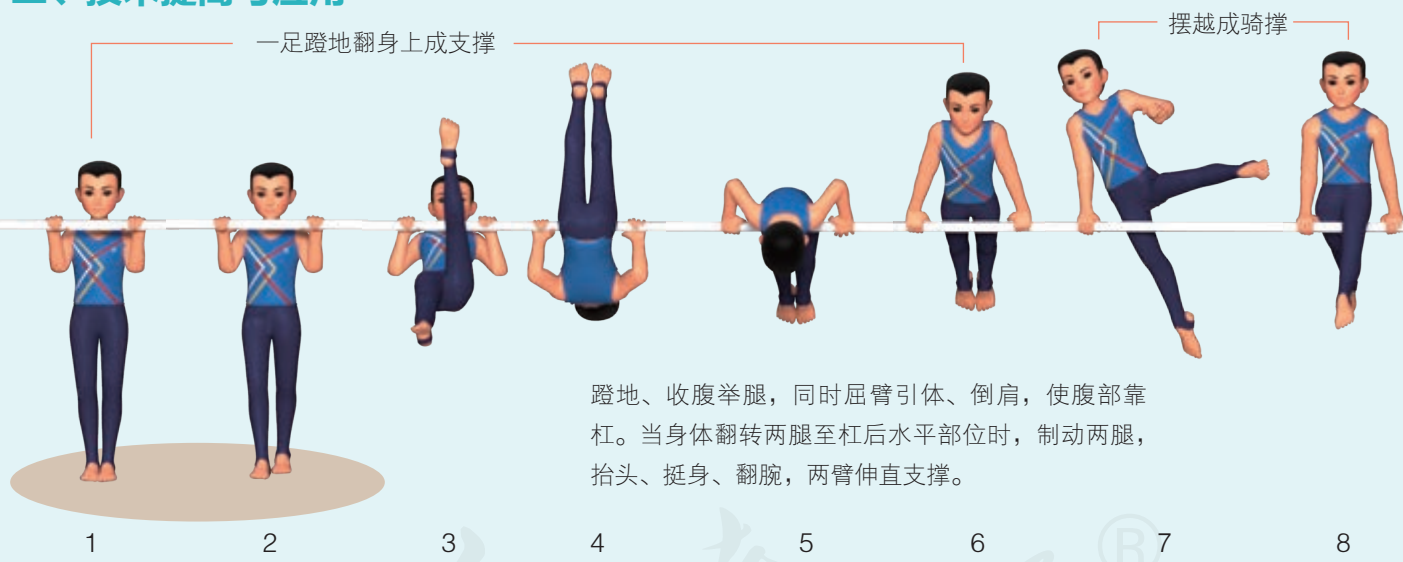 一足蹬地翻身上成支撑
摆越成骑撑
蹬地、收腹举腿，同时屈臂引体、倒肩，使腹部靠
杠。当身体翻转两腿至杠后水平部位时，制动两腿，
抬头、挺身、翻腕，两臂伸直支撑。
1 2 3 4 5 6 7 8
®